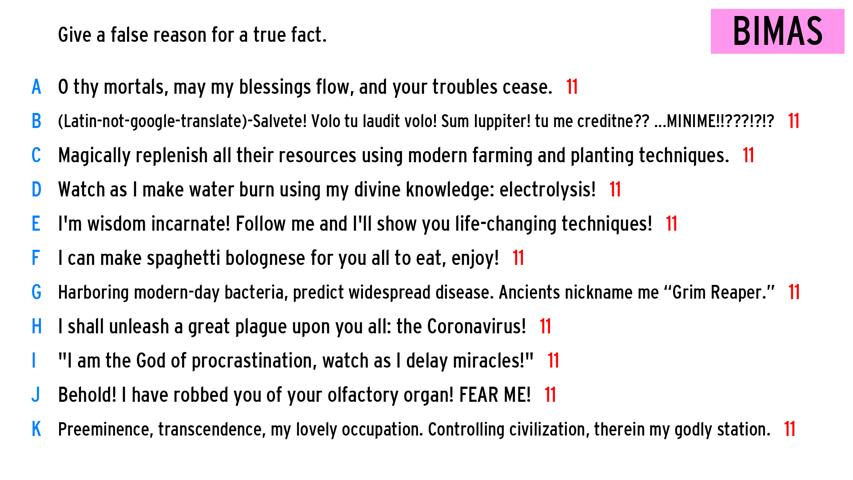 Give a false reason for a true fact.
BIMAS
A O thy mortals, may my blessings flow, and your troubles cease. 11
B (Latin-not-google-translate)-Salvete! Volo tu laudit volo! Sum Iuppiter! tu me creditne?? ...MINIME!!???!?!? 11
C Magically replenish all their resources using modern farming and planting techniques. 11
D Watch as I make water burn using my divine knowledge: electrolysis! 11
E I'm wisdom incarnate! Follow me and I'll show you life-changing techniques! 11
F I can make spaghetti bolognese for you all to eat, enjoy! 11
G Harboring modern-day bacteria, predict widespread disease. Ancients nickname me “Grim Reaper.” 11
H I shall unleash a great plague upon you all: the Coronavirus! 11
I "I am the God of procrastination, watch as I delay miracles!" 11
J Behold! I have robbed you of your olfactory organ! FEAR ME! 11
K Preeminence, transcendence, my lovely occupation. Controlling civilization, therein my godly station. 11